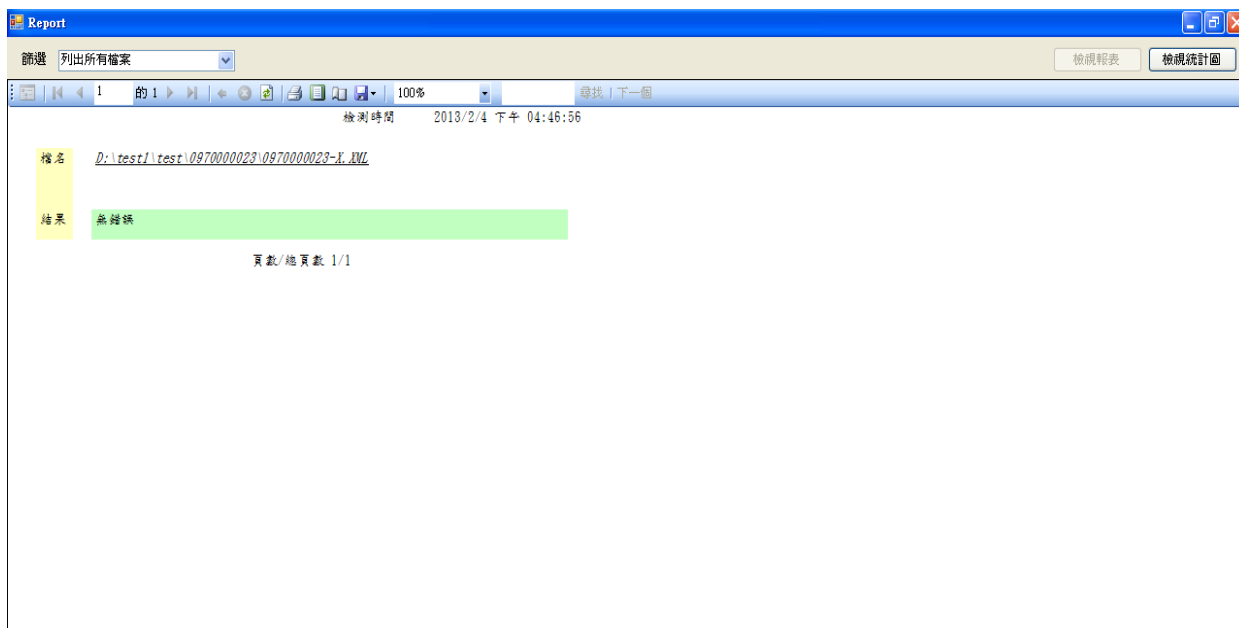 Report
篩選 列出所有檔案 檢視報表 檢視統計圖
1 的 1 100% 尋找 | 下一個
檢測時間 2013/2/4 下午 04:46:56
檔名 D:\test1\test\0970000023\0970000023-X.XML
結果 無錯誤
頁數/總頁數 1/1